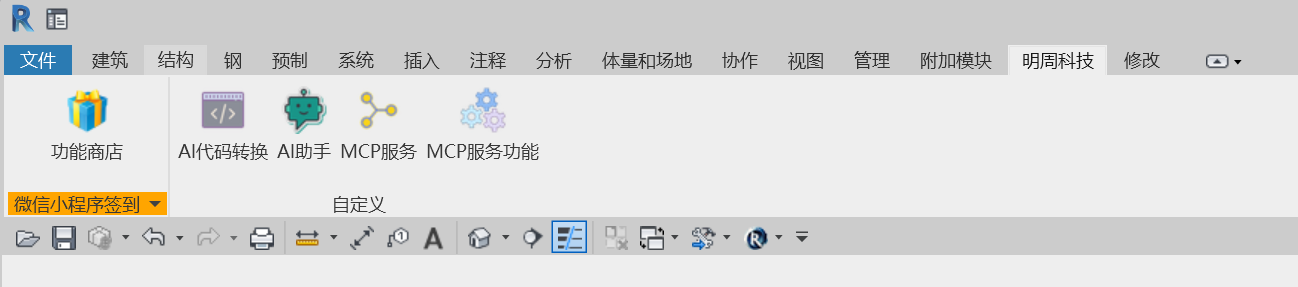 文件 建筑 结构 钢 预制 系统 插入 注释 分析 体量和场地 协作 视图 管理 附加模块 明周科技 修改
功能商店 AI代码转换 AI助手 MCP服务 MCP服务功能
微信小程序签到 自定义